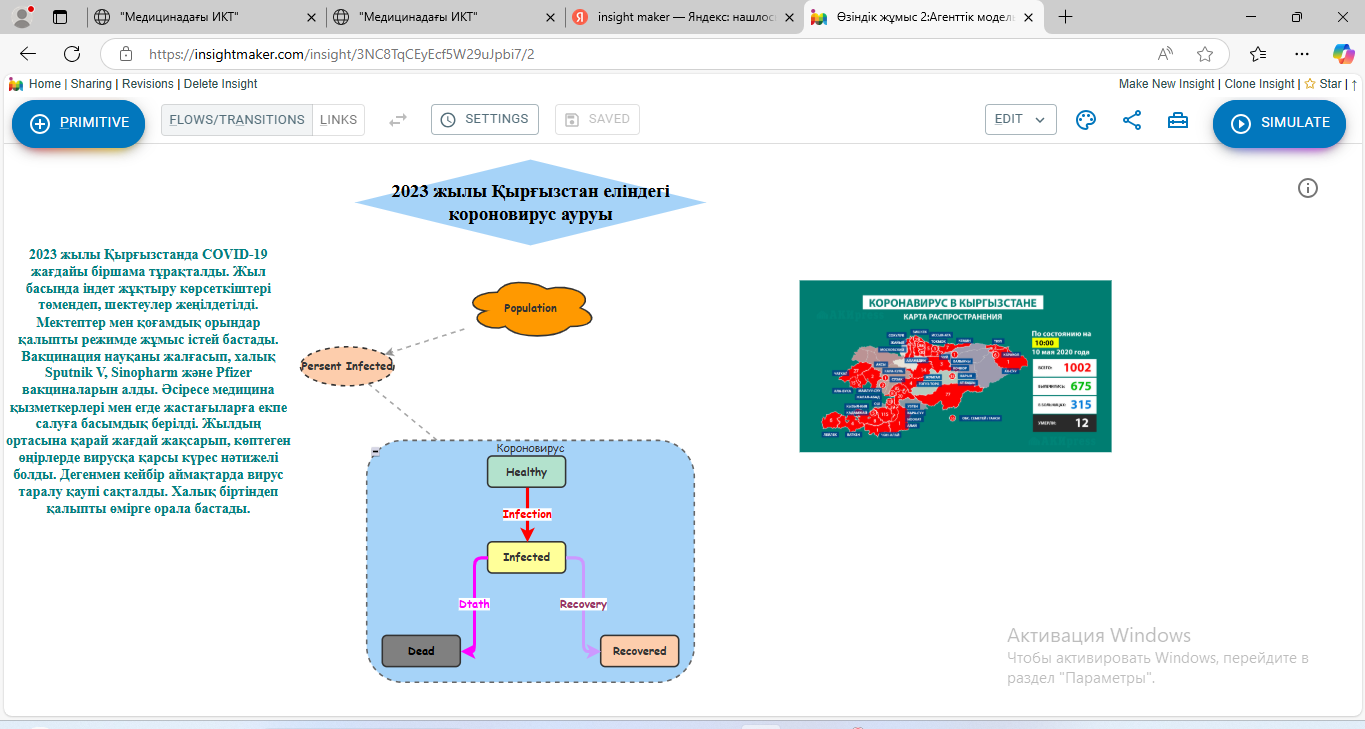 "Медицинадағы ИКТ"
"Медицинадағы ИКТ"
insight maker — Яндекс: нашлос
Өзіндік жұмыс 2:Агенттік модель
https://insightmaker.com/insight/3NC8TqCEyEcf5W29uJpbi7/2
Home | Sharing | Revisions | Delete Insight
Make New Insight | Clone Insight | Star |
PRIMITIVE
FLOWS/TRANSITIONS
LINKS
SETTINGS
SAVED
EDIT
SIMULATE
2023 жылы Қырғызстан еліндегі
короновирус ауруы
2023 жылы Қырғызстанда COVID-19
жағдайы біршама тұрақталды. Жыл
басында індет жұқтыру көрсеткіштері
төмендеп, шектеулер жеңілдетілді.
Мектептер мен қоғамдық орындар
қалыпты режимде жұмыс істей бастады.
Вакцинация науқаны жалғасып, халық
Sputnik V, Sinopharm және Pfizer
вакциналарын алды. Әсіресе медицина
қызметкерлері мен егде жастағыларға екпе
салуға басымдық берілді. Жылдың
ортасына қарай жағдай жақсарып, көптеген
өңірлерде вирусқа қарсы күрес нәтижелі
болды. Дегенмен кейбір аймақтарда вирус
таралу қаупі сақталды. Халық біртіндеп
қалыпты өмірге орала бастады.
Population
Persent Infected
Короновирус
Healthy
Infection
Infected
Dtath
Recovery
Dead
Recovered
КОРОНАВИРУС В КЫРГЫЗСТАНЕ
КАРТА РАСПРОСТРАНЕНИЯ
По состоянию на
10:00
10 мая 2020 года
ВСЕГО: 1002
675
315
УМЕРЛИ: 12
Активация Windows
Чтобы активировать Windows, перейдите в
раздел "Параметры".